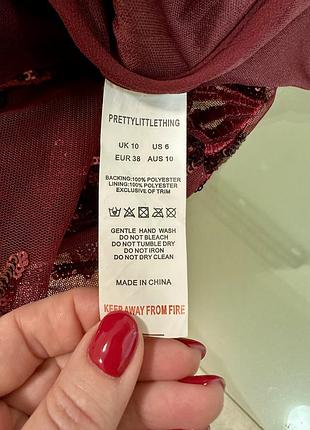 PRETTYLITTLETHING
UK 10 US 6
EUR 38 AUS 10
BACKING:100% POLYESTER
LINING:100% POLYESTER
EXCLUSIVE OF TRIM
GENTLE HAND WASH
DO NOT BLEACH
DO NOT TUMBLE DRY
DO NOT IRON
DO NOT DRY CLEAN
MADE IN CHINA
KEEP AWAY FROM FIRE